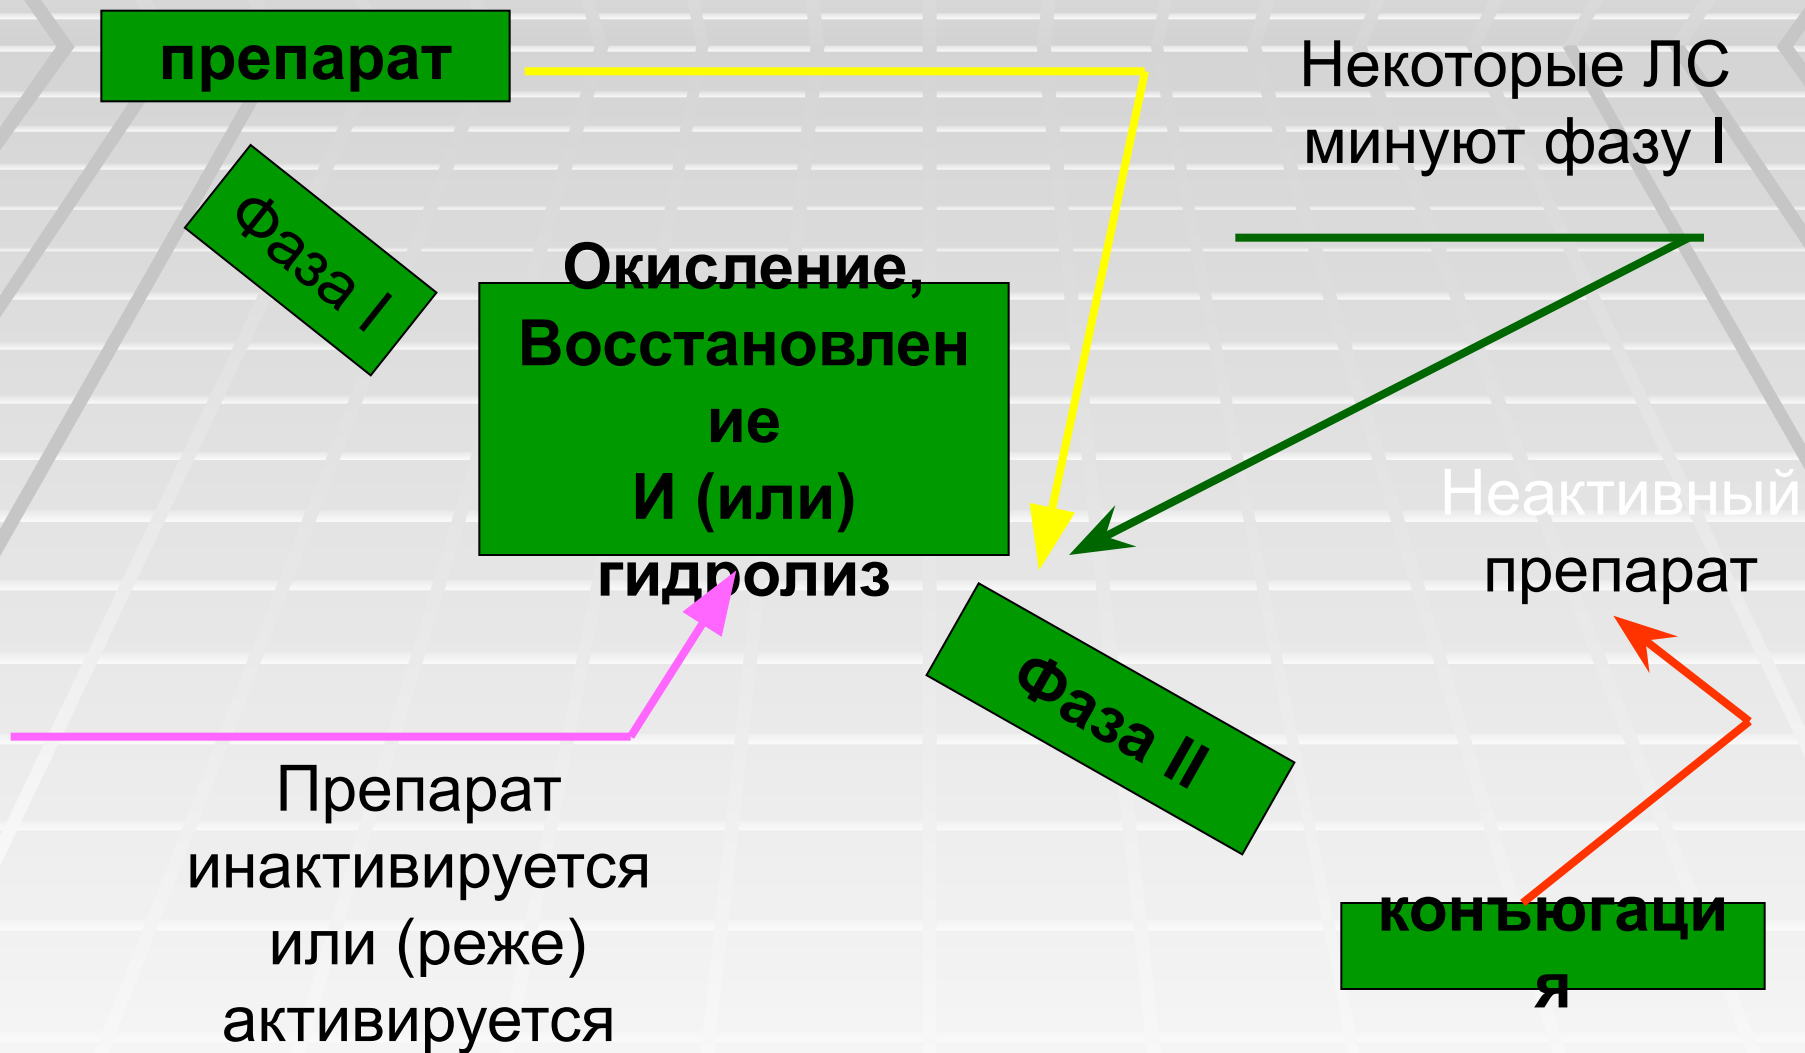 препарат
Некоторые ЛС
минуют фазу I
Фаза I
Окисление,
Восстановлен
ие
И (или)
гидролиз
Неактивный
препарат
Фаза II
Препарат
инактивируется
или (реже)
активируется
конъюгаци
я